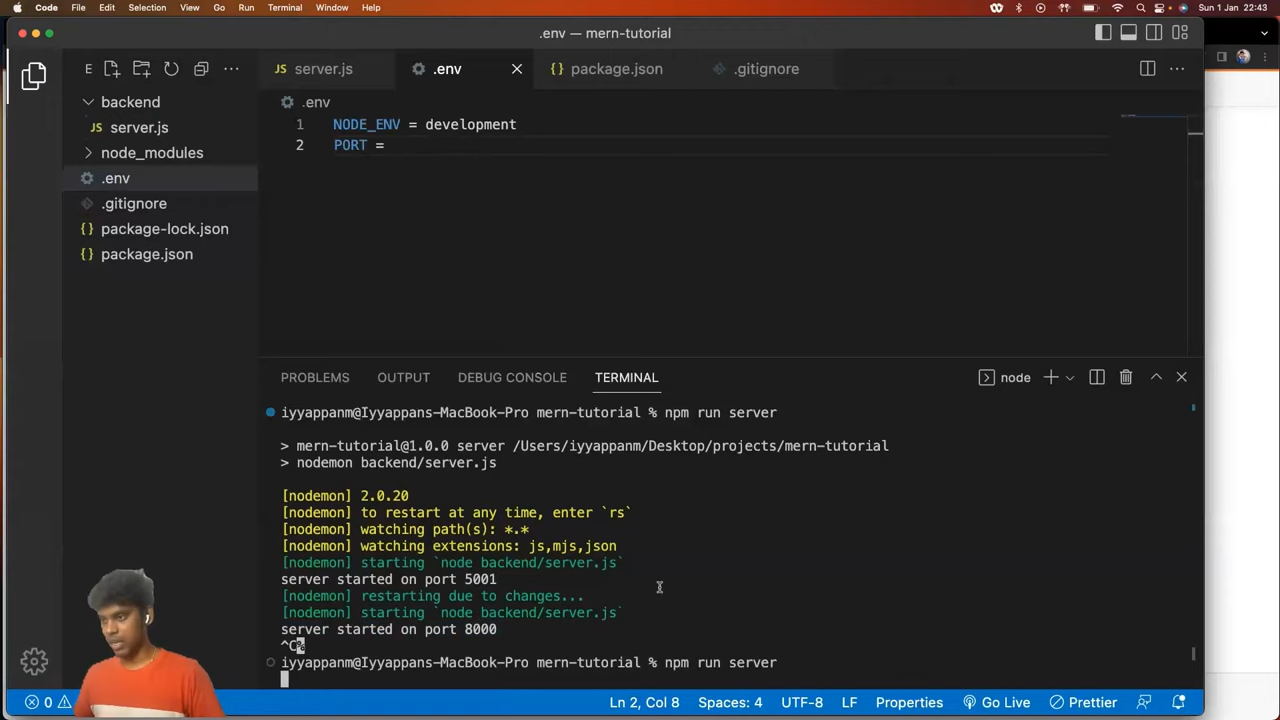 Code File Edit Selection View Go Run Terminal Window Help Sun 1 Jan 22:43
.env — mern-tutorial
E
server.js
.env
{} package.json
.gitignore
backend
JS server.js
node_modules
.env
.gitignore
{} package-lock.json
{} package.json
.env
1 NODE_ENV = development
2 PORT =
PROBLEMS OUTPUT DEBUG CONSOLE TERMINAL node
iyyappanm@Iyyappans-MacBook-Pro mern-tutorial % npm run server
> mern-tutorial@1.0.0 server /Users/iyyappanm/Desktop/projects/mern-tutorial
> nodemon backend/server.js
[nodemon] 2.0.20
[nodemon] to restart at any time, enter `rs`
[nodemon] watching path(s): *.*
[nodemon] watching extensions: js,mjs,json
[nodemon] starting `node backend/server.js`
server started on port 5001
[nodemon] restarting due to changes...
[nodemon] starting `node backend/server.js`
server started on port 8000
^C%
iyyappanm@Iyyappans-MacBook-Pro mern-tutorial % npm run server
0 Ln 2, Col 8 Spaces: 4 UTF-8 LF Properties Go Live Prettier